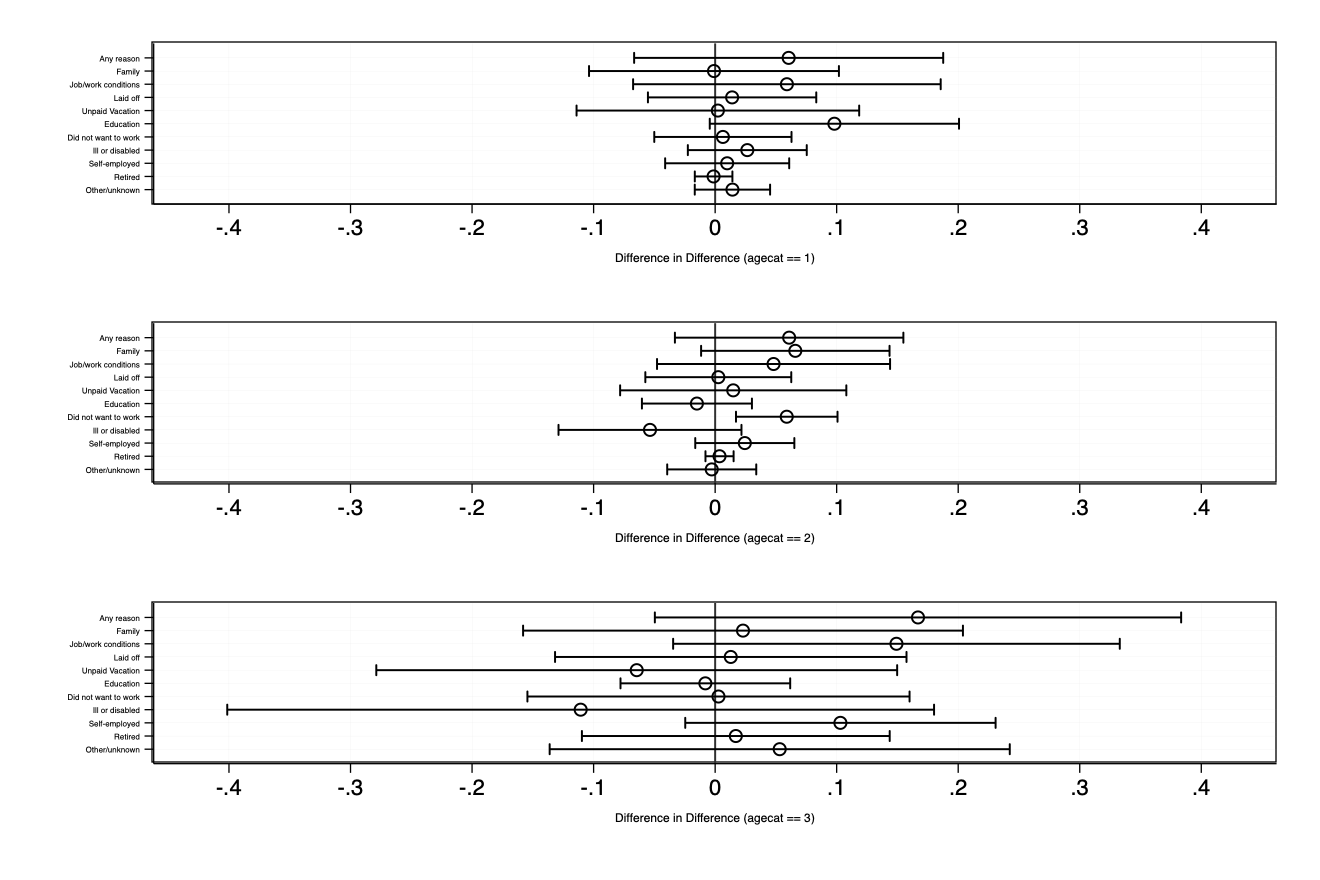 Any reason
Family
Job/work conditions
Laid off
Unpaid Vacation
Education
Did not want to work
Ill or disabled
Self-employed
Retired
Other/unknown
-.4 -.3 -.2 -.1 0 .1 .2 .3 .4
Difference in Difference (agecat == 1)
Any reason
Family
Job/work conditions
Laid off
Unpaid Vacation
Education
Did not want to work
Ill or disabled
Self-employed
Retired
Other/unknown
-.4 -.3 -.2 -.1 0 .1 .2 .3 .4
Difference in Difference (agecat == 2)
Any reason
Family
Job/work conditions
Laid off
Unpaid Vacation
Education
Did not want to work
Ill or disabled
Self-employed
Retired
Other/unknown
-.4 -.3 -.2 -.1 0 .1 .2 .3 .4
Difference in Difference (agecat == 3)